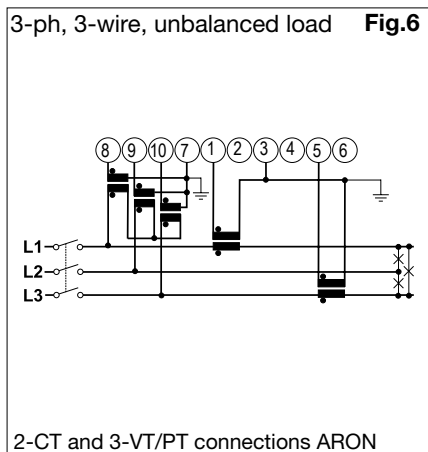 3-ph, 3-wire, unbalanced load Fig.6
8 9 10 7 1 2 3 4 5 6
L1
L2
L3
2-CT and 3-VT/PT connections ARON